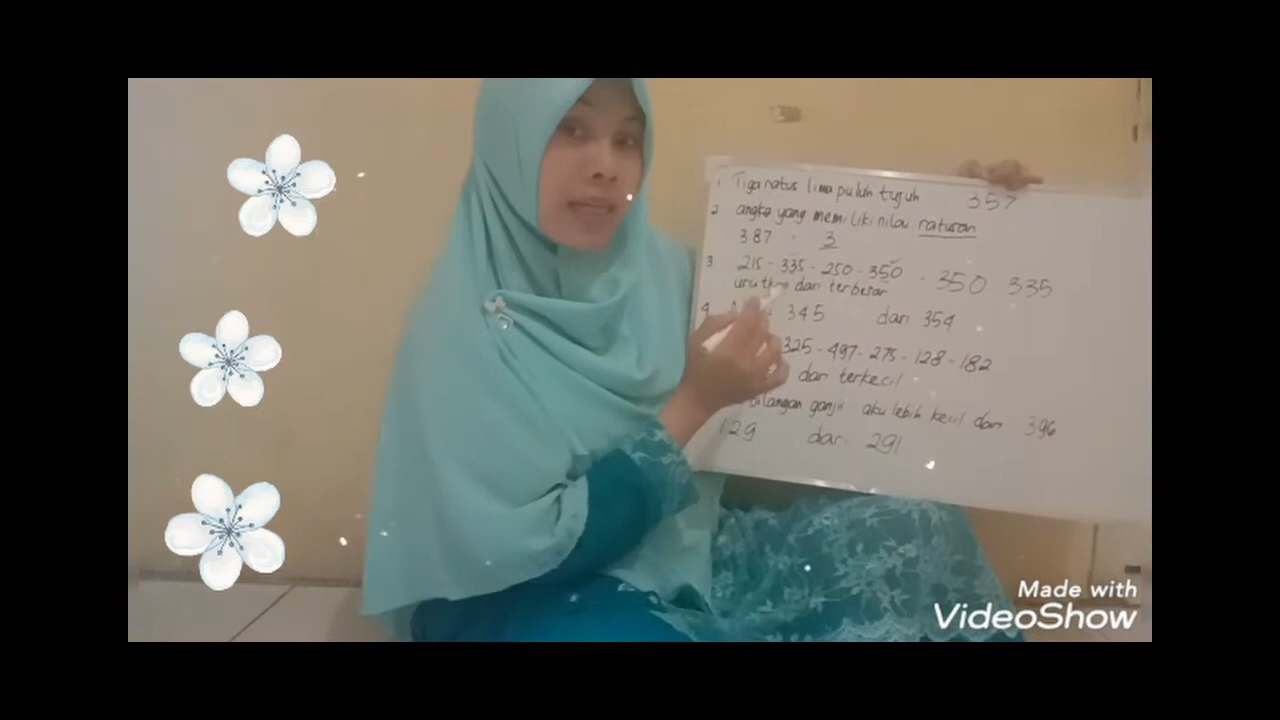 1 Tiga ratus lima puluh tujuh 357
2 angka yang memiliki nilai ratusan
387 . 3
3 215 - 335 - 250 - 350 - 350 335
urutkan dari terbesar
4 345 dan 354
325 - 497 - 275 - 128 - 182
dari terkecil
bilangan ganjil aku lebih kecil dari 396
129 dan 291
Made with
VideoShow